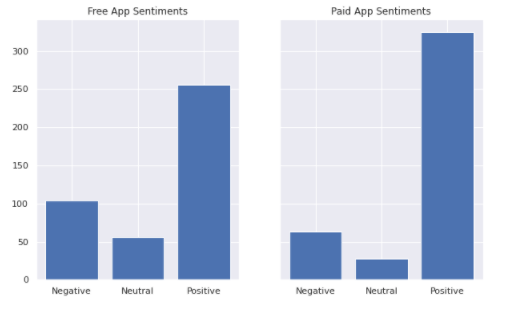 Free App Sentiments
Paid App Sentiments
300
250
200
150
100
50
0
Negative Neutral Positive
Negative Neutral Positive